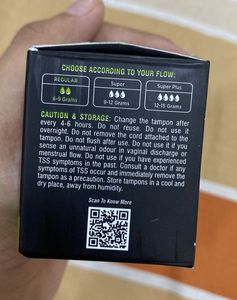 CHOOSE ACCORDING TO YOUR FLOW:
REGULAR Super Super Plus
6-9 Grams 9-12 Grams 12-15 Grams
CAUTION & STORAGE: Change the tampon after
every 4-6 hours. Do not reuse. Do not use it
overnight. Do not remove the cord attached to the
tampon. Do not flush after use. Do not use it if you
sense an unnatural odour in vaginal discharge or
menstrual flow. Do not use if you have experienced
TSS symptoms in the past. Consult a doctor if any
symptoms of TSS occur and immediately remove the
tampon as a precaution. Store tampons in a cool and
dry place, away from humidity.
Scan To Know More